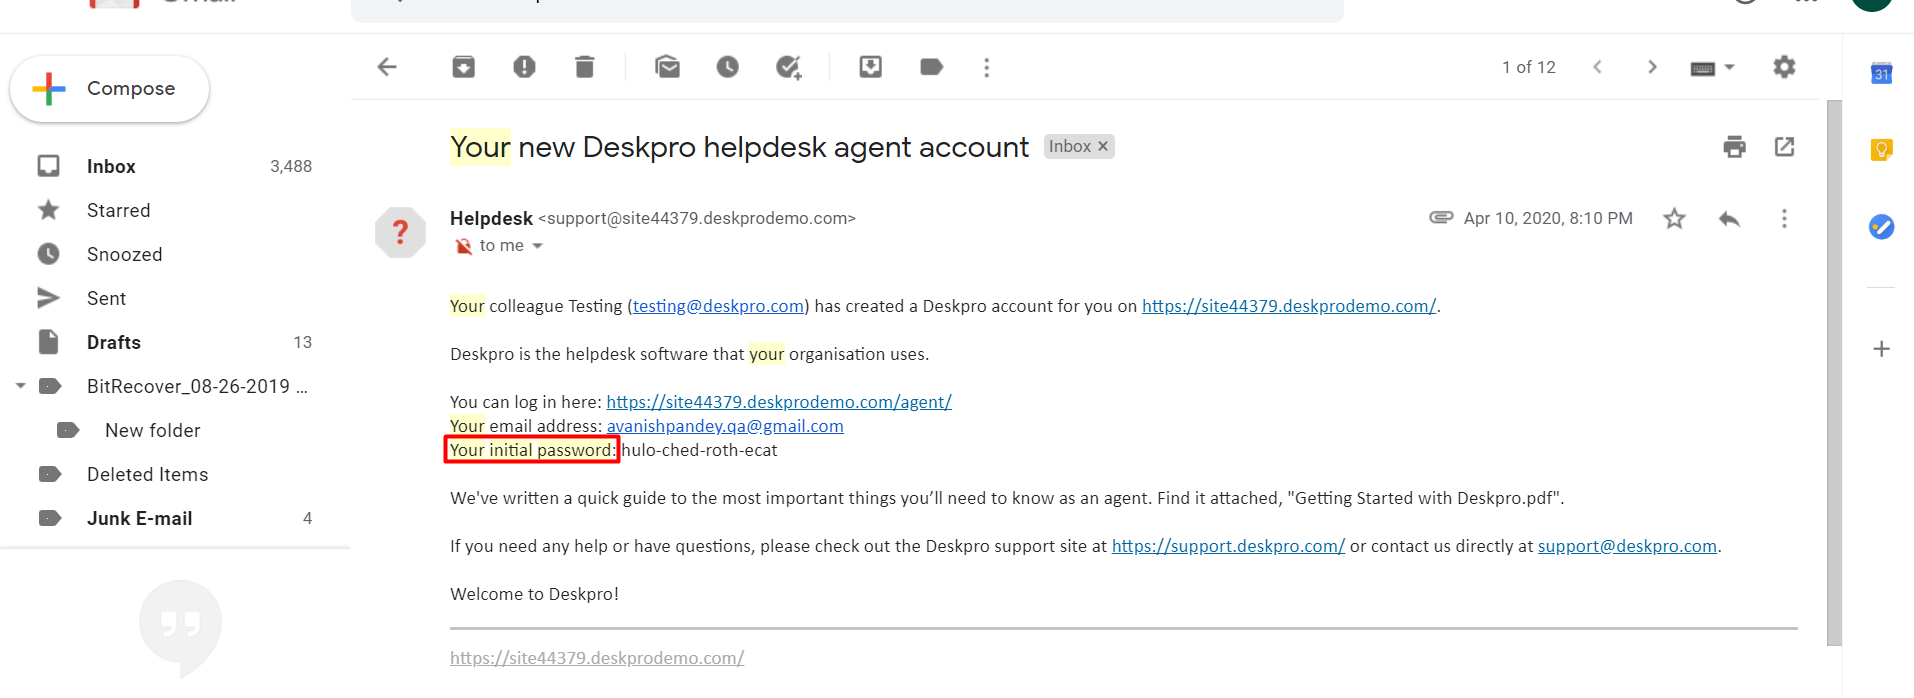 Compose
1 of 12
31
Your new Deskpro helpdesk agent account
Inbox ×
Inbox 3,488
Starred
Snoozed
Sent
Drafts 13
BitRecover_08-26-2019 ...
New folder
Deleted Items
Junk E-mail 4
?
Helpdesk <support@site44379.deskprodemo.com>
Apr 10, 2020, 8:10 PM
to me
Your colleague Testing (testing@deskpro.com) has created a Deskpro account for you on https://site44379.deskprodemo.com/.
Deskpro is the helpdesk software that your organisation uses.
You can log in here: https://site44379.deskprodemo.com/agent/
Your email address: avanishpandey.qa@gmail.com
Your initial password: hulo-ched-roth-ecat
We've written a quick guide to the most important things you’ll need to know as an agent. Find it attached, "Getting Started with Deskpro.pdf".
If you need any help or have questions, please check out the Deskpro support site at https://support.deskpro.com/ or contact us directly at support@deskpro.com.
Welcome to Deskpro!
https://site44379.deskprodemo.com/